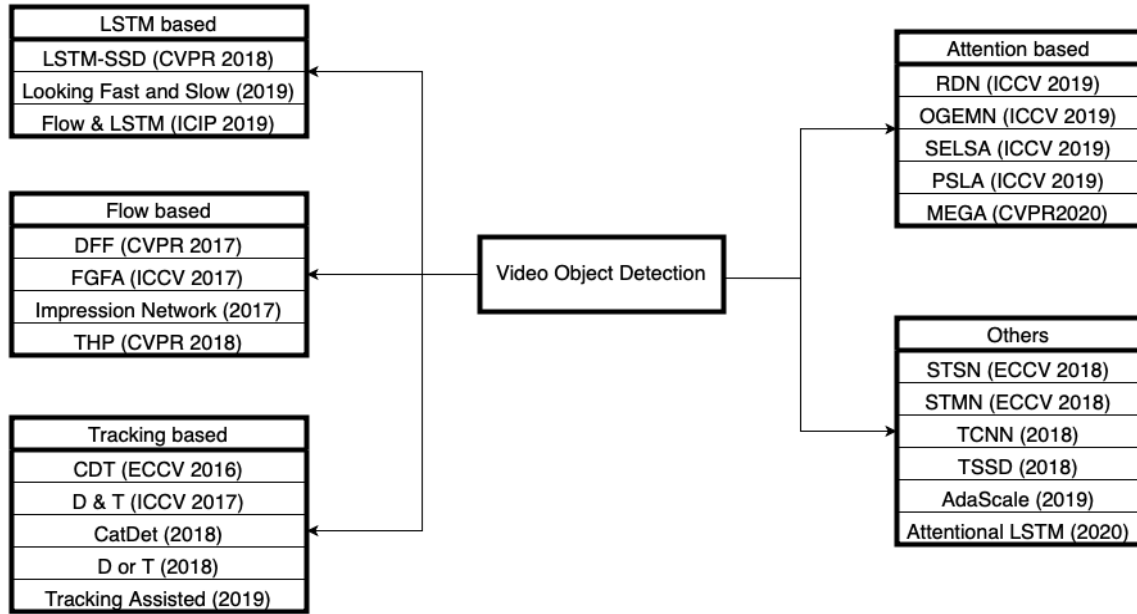 LSTM based
LSTM-SSD (CVPR 2018)
Looking Fast and Slow (2019)
Flow & LSTM (ICIP 2019)
Flow based
DFF (CVPR 2017)
FGFA (ICCV 2017)
Impression Network (2017)
THP (CVPR 2018)
Tracking based
CDT (ECCV 2016)
D & T (ICCV 2017)
CatDet (2018)
D or T (2018)
Tracking Assisted (2019)
Video Object Detection
Attention based
RDN (ICCV 2019)
OGEMN (ICCV 2019)
SELSA (ICCV 2019)
PSLA (ICCV 2019)
MEGA (CVPR2020)
Others
STSN (ECCV 2018)
STMN (ECCV 2018)
TCNN (2018)
TSSD (2018)
AdaScale (2019)
Attentional LSTM (2020)